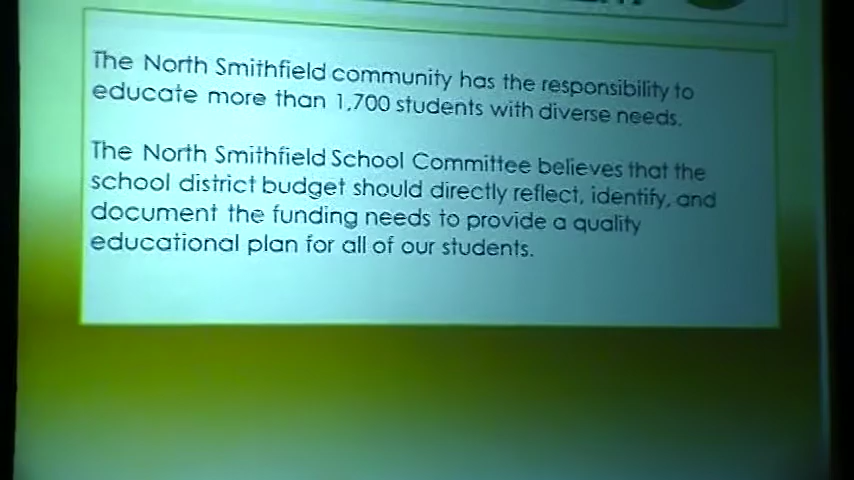 The North Smithfield community has the responsibility to
educate more than 1,700 students with diverse needs.
The North Smithfield School Committee believes that the
school district budget should directly reflect, identify, and
document the funding needs to provide a quality
educational plan for all of our students.